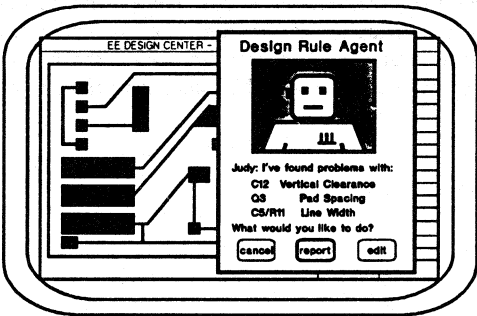 EE DESIGN CENTER -
Design Rule Agent
Judy: I've found problems with:
C12 Vertical Clearance
Q3 Pad Spacing
C5/R11 Line Width
What would you like to do?
cancel report edit